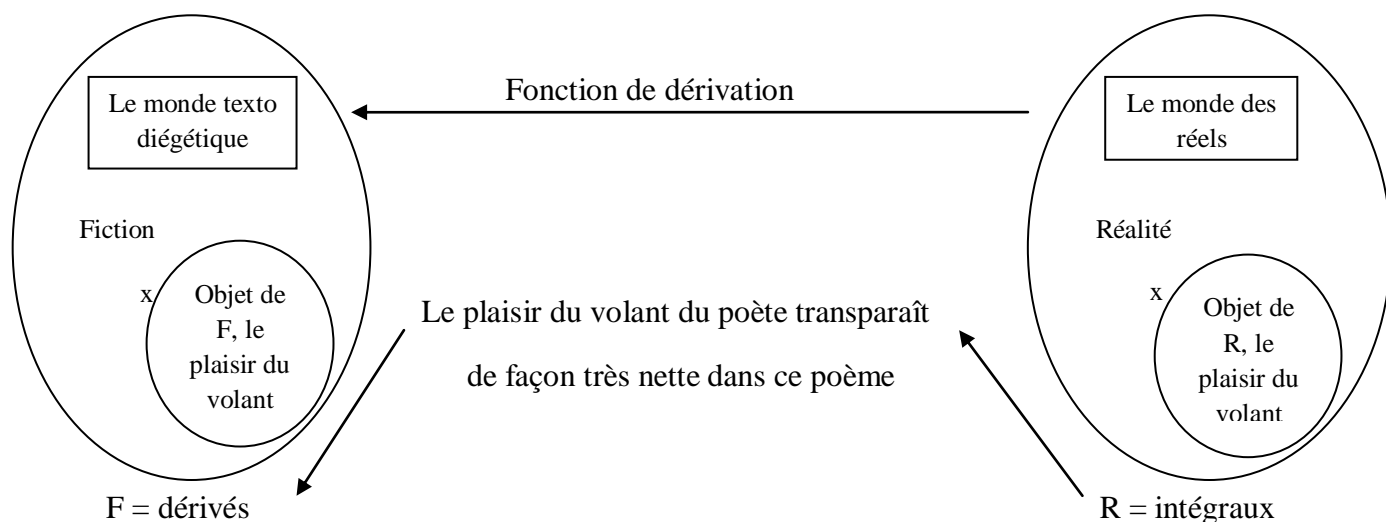 Le monde texto
diégétique
Fonction de dérivation
Le monde des
réels
Fiction
Réalité
x
Objet de
F, le
plaisir du
volant
Le plaisir du volant du poète transparaît
de façon très nette dans ce poème
x
Objet de
R, le
plaisir du
volant
F = dérivés
R = intégraux